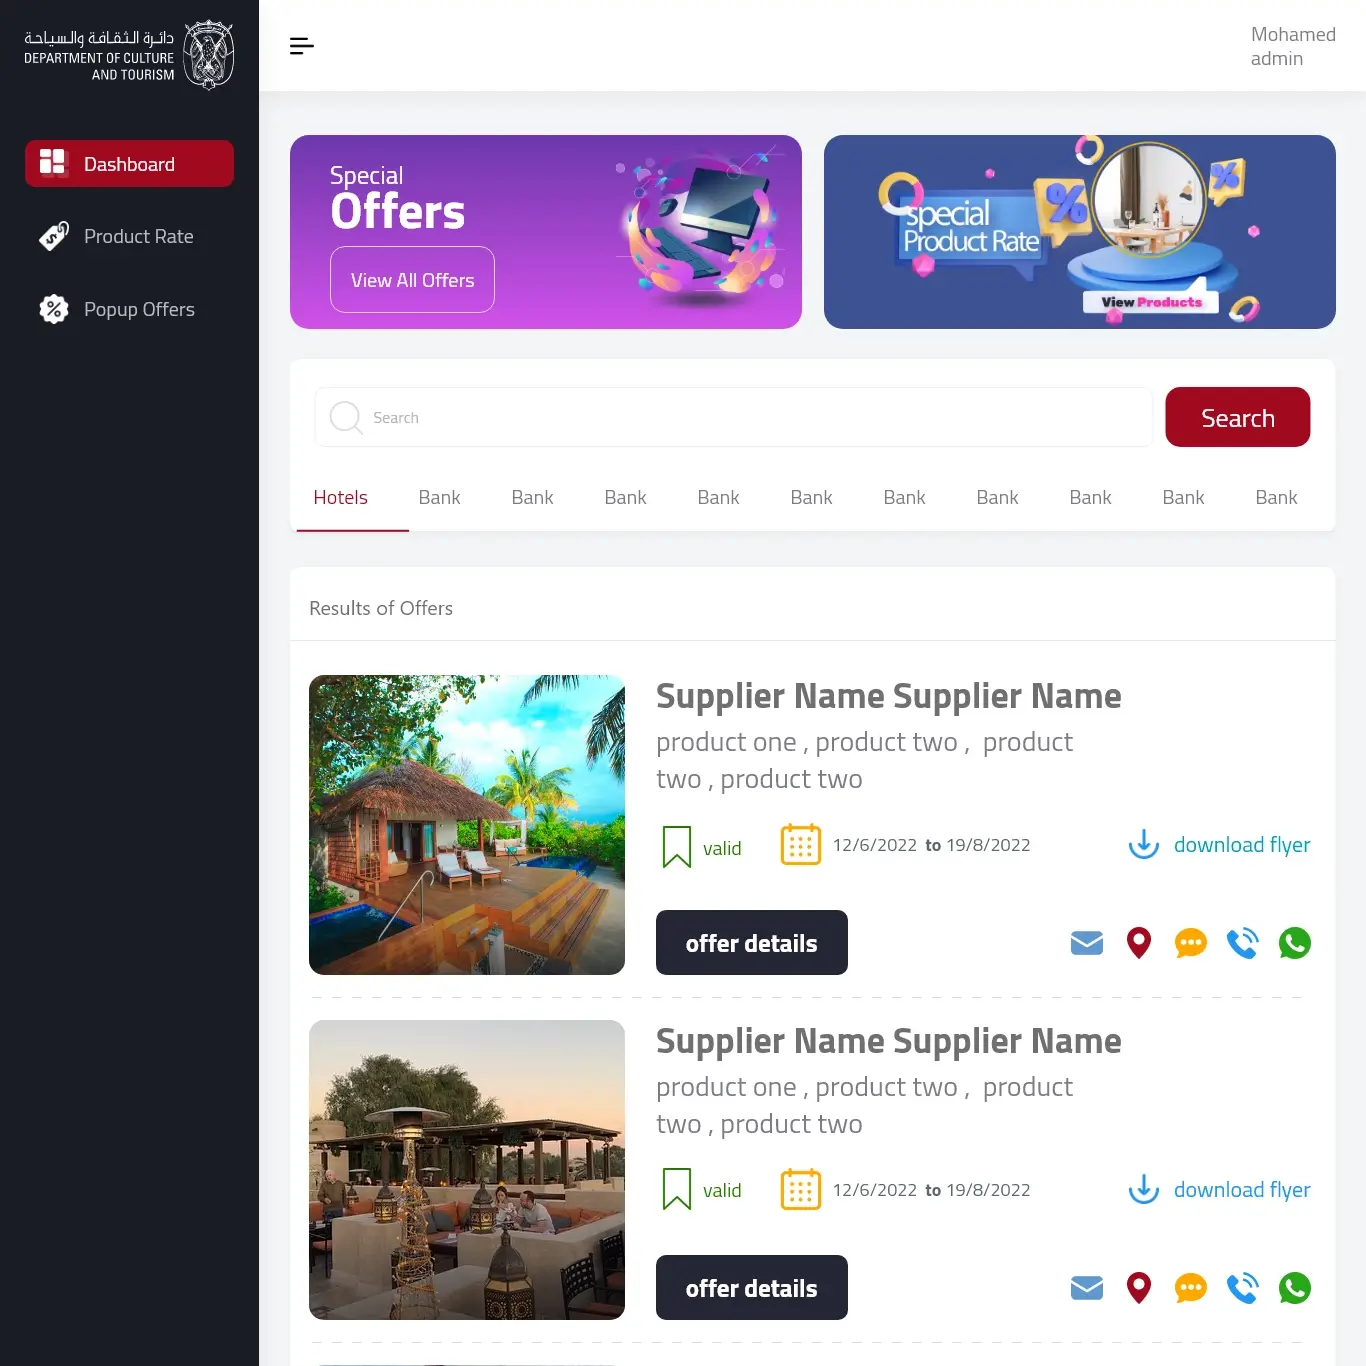 دائرة الثقافة والسياحة
DEPARTMENT OF CULTURE
AND TOURISM
Dashboard
Product Rate
Popup Offers
Mohamed
admin
Special
Offers
View All Offers
special
Product Rate
%
%
View Products
Search
Search
Hotels Bank Bank Bank Bank Bank Bank Bank Bank Bank Bank
Results of Offers
Supplier Name Supplier Name
product one , product two , product
two , product two
valid 12/6/2022 to 19/8/2022 download flyer
offer details
Supplier Name Supplier Name
product one , product two , product
two , product two
valid 12/6/2022 to 19/8/2022 download flyer
offer details